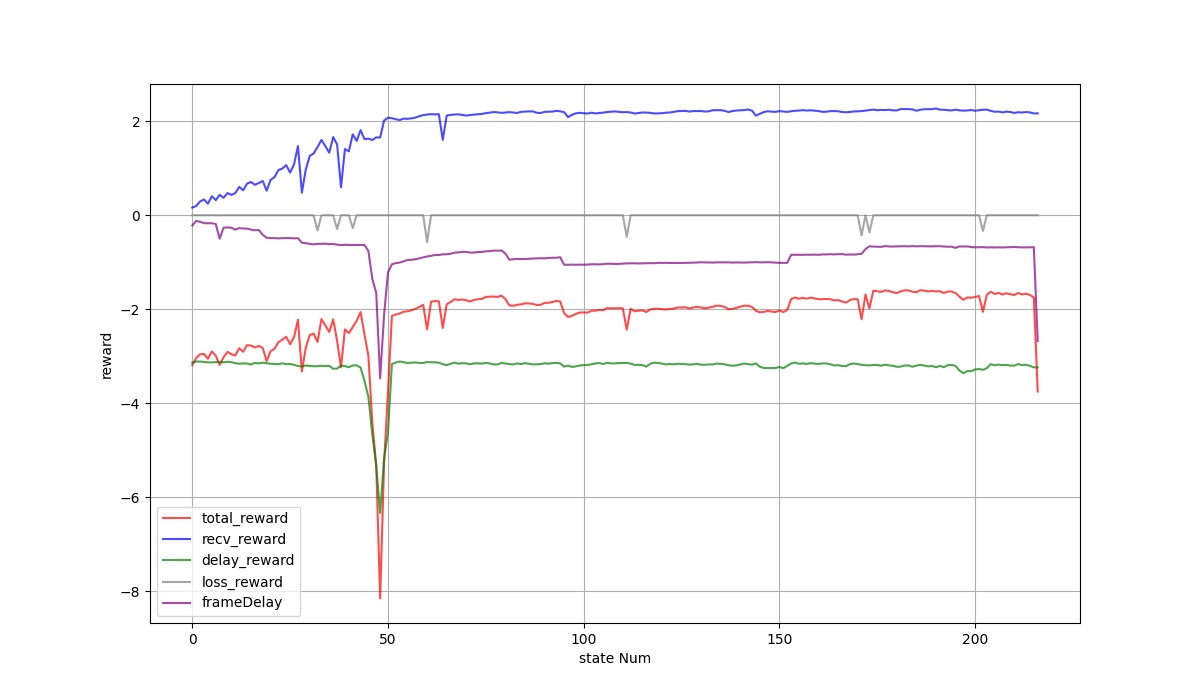 2
0
−2
−4
−6
−8
reward
total_reward
recv_reward
delay_reward
loss_reward
frameDelay
0 50 100 150 200
state Num